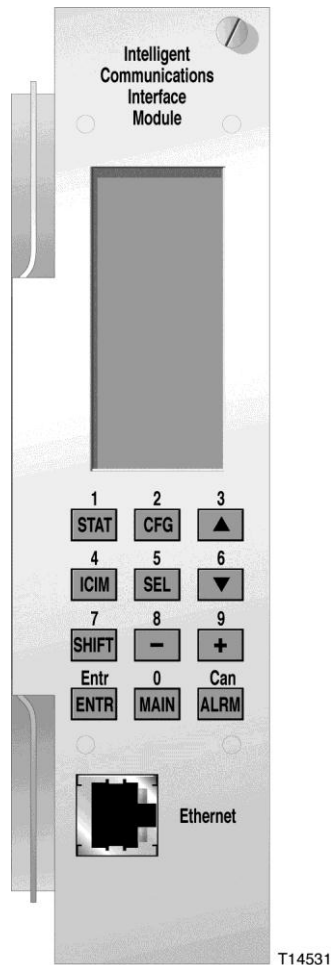 Intelligent
Communications
Interface
Module
1 2 3
STAT CFG ▲
4 5 6
ICIM SEL ▼
7 8 9
SHIFT − +
Entr 0 Can
ENTR MAIN ALRM
Ethernet
T14531